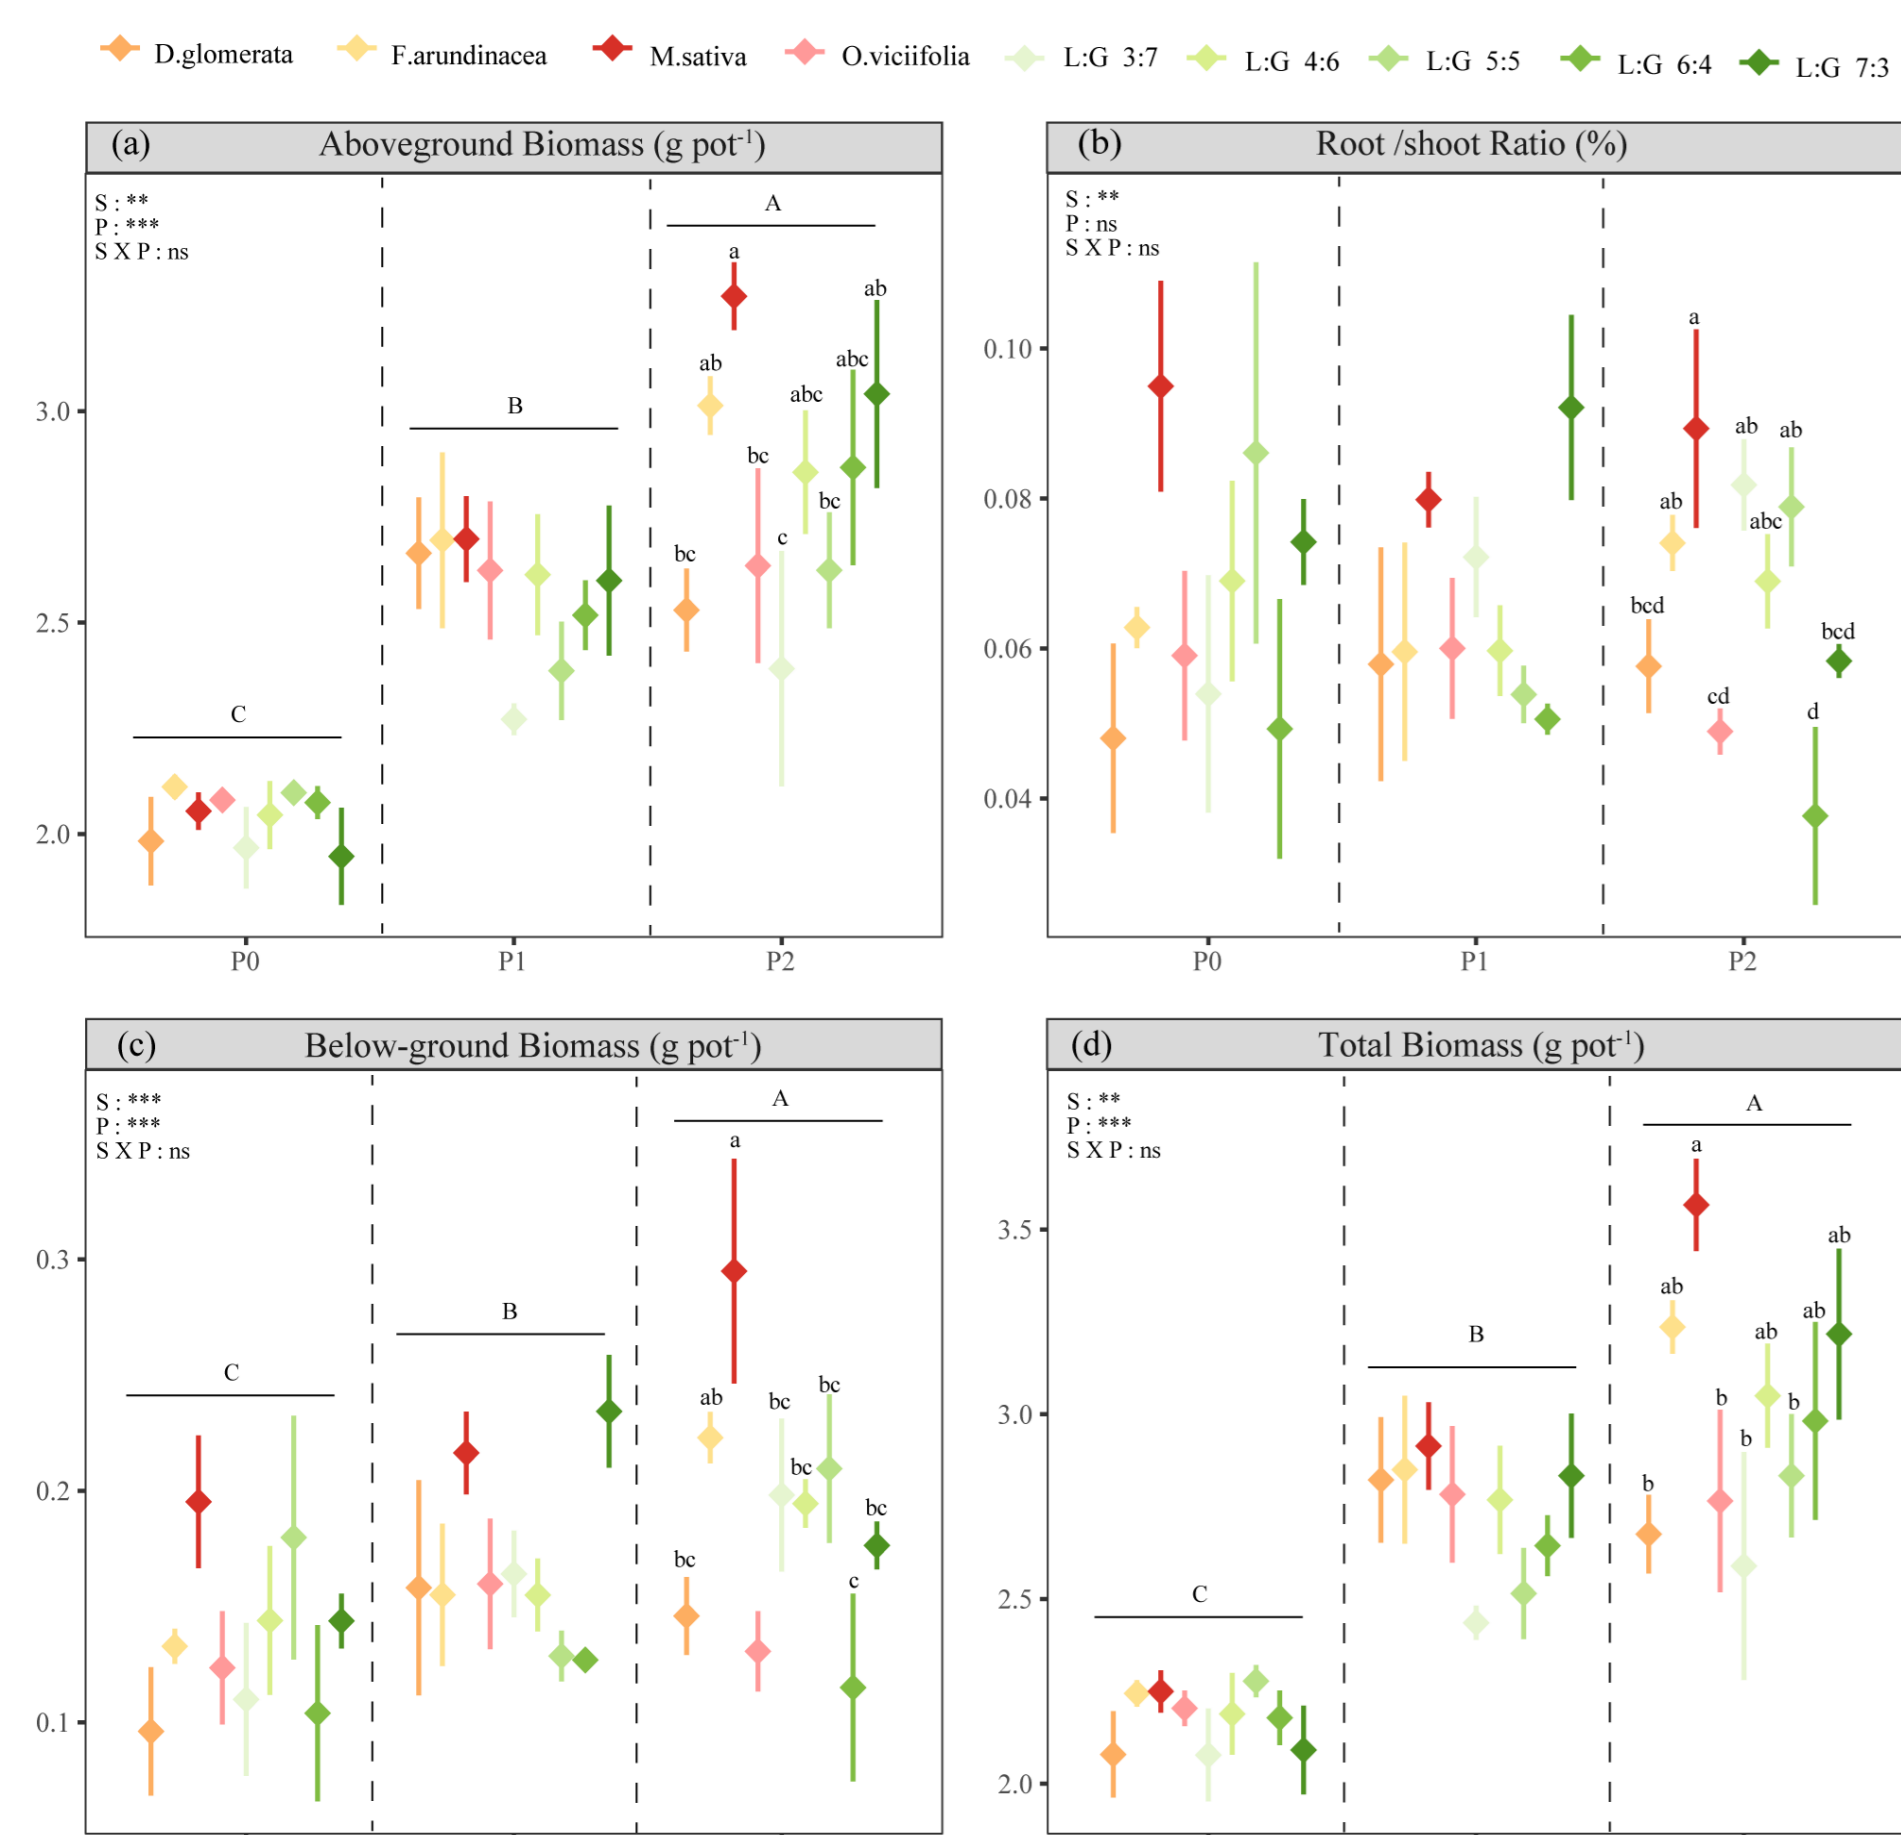 D.glomerata F.arundinacea M.sativa O.viciifolia L:G 3:7 L:G 4:6 L:G 5:5 L:G 6:4 L:G 7:3
(a) Aboveground Biomass (g pot⁻¹)
S : **
P : ***
S X P : ns
A
a
ab
ab
abc
abc
B
bc
bc
c
bc
C
3.0
2.5
2.0
P0 P1 P2
(b) Root /shoot Ratio (%)
S : **
P : ns
S X P : ns
a
ab
ab
ab
abc
bcd
bcd
cd
d
0.10
0.08
0.06
0.04
P0 P1 P2
(c) Below-ground Biomass (g pot⁻¹)
S : ***
P : ***
S X P : ns
A
a
B
C
ab
bc
bc
bc
bc
bc
c
0.3
0.2
0.1
(d) Total Biomass (g pot⁻¹)
S : **
P : ***
S X P : ns
A
a
ab
ab
ab
ab
B
b
b
b
b
C
3.5
3.0
2.5
2.0